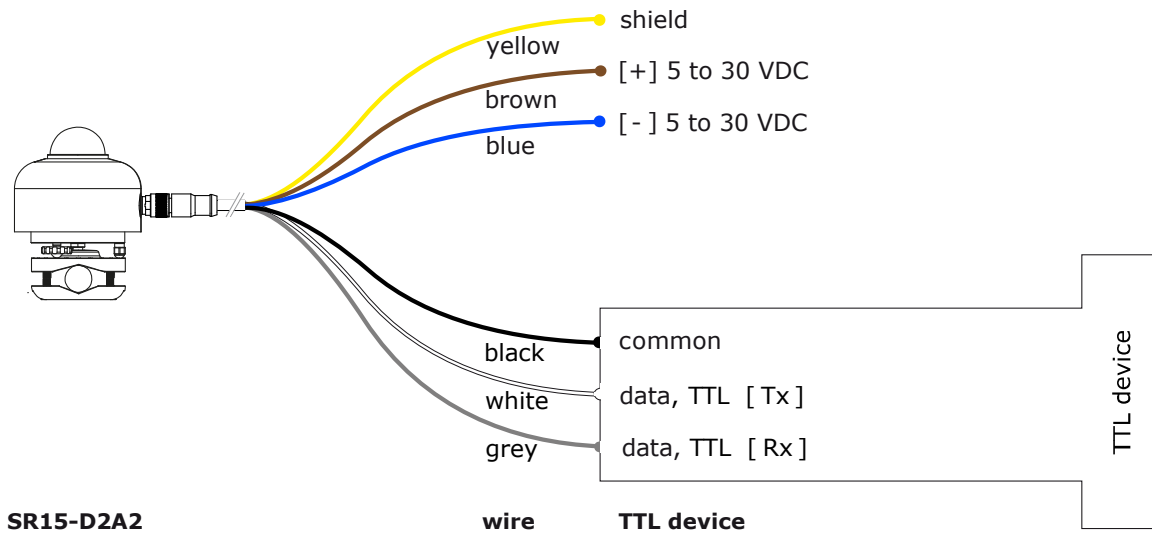 shield
yellow
[+] 5 to 30 VDC
brown
[-] 5 to 30 VDC
blue
common
black
data, TTL [Tx]
white
data, TTL [Rx]
grey
TTL device
SR15-D2A2 wire TTL device